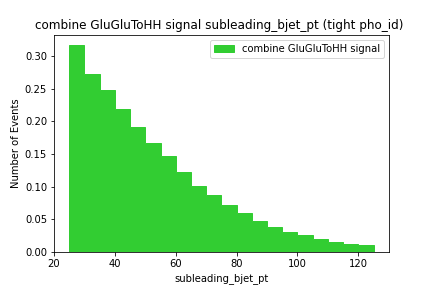 combine GluGluToHH signal subleading_bjet_pt (tight pho_id)
combine GluGluToHH signal
Number of Events
0.30
0.25
0.20
0.15
0.10
0.05
0.00
20 40 60 80 100 120
subleading_bjet_pt